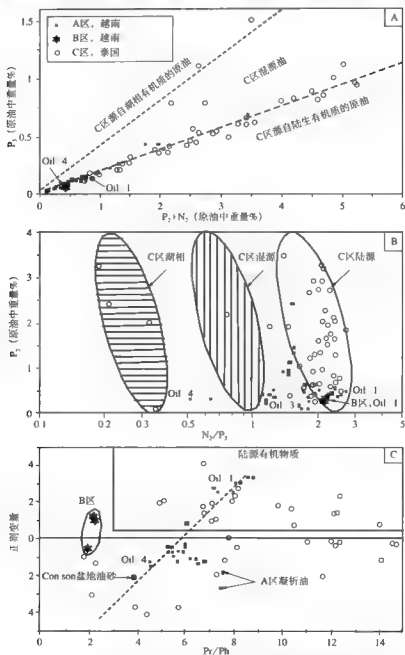 A区, 越南
B区, 越南
C区, 泰国
A
P₃ (原油中重量%)
1.5
1
0.5
0
C区源自湖相有机质的原油
C区混源油
C区源自陆生有机质的原油
Oil 4
Oil 1
0
1
2
3
4
5
6
P₂+N₂ (原油中重量%)
B
4
3
2
1
0
C区湖相
C区混源
C区陆源
Oil 4
Oil 3
Oil 1
B区, Oil 1
0.1
0.2
0.3
0.4
0.6
0.8
1
2
3
4
5
6
N₂/P₃
C
正则变量
4
2
0
2
4
陆源有机物质
B区
Oil 1
Oil 4
Con son盆地油砂
A区凝析油
0
2
4
6
8
10
12
14
Pr/Ph